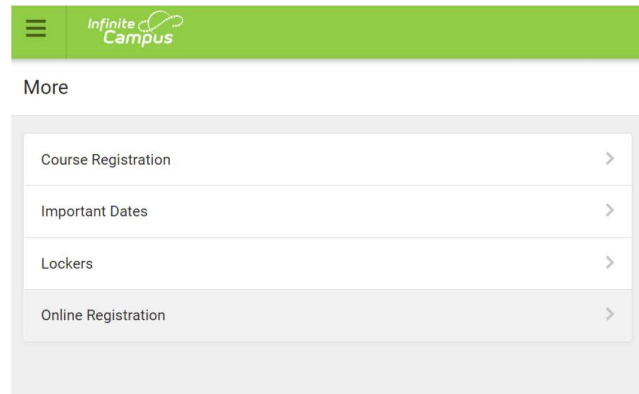 Infinite
Campus
More
Course Registration
Important Dates
Lockers
Online Registration